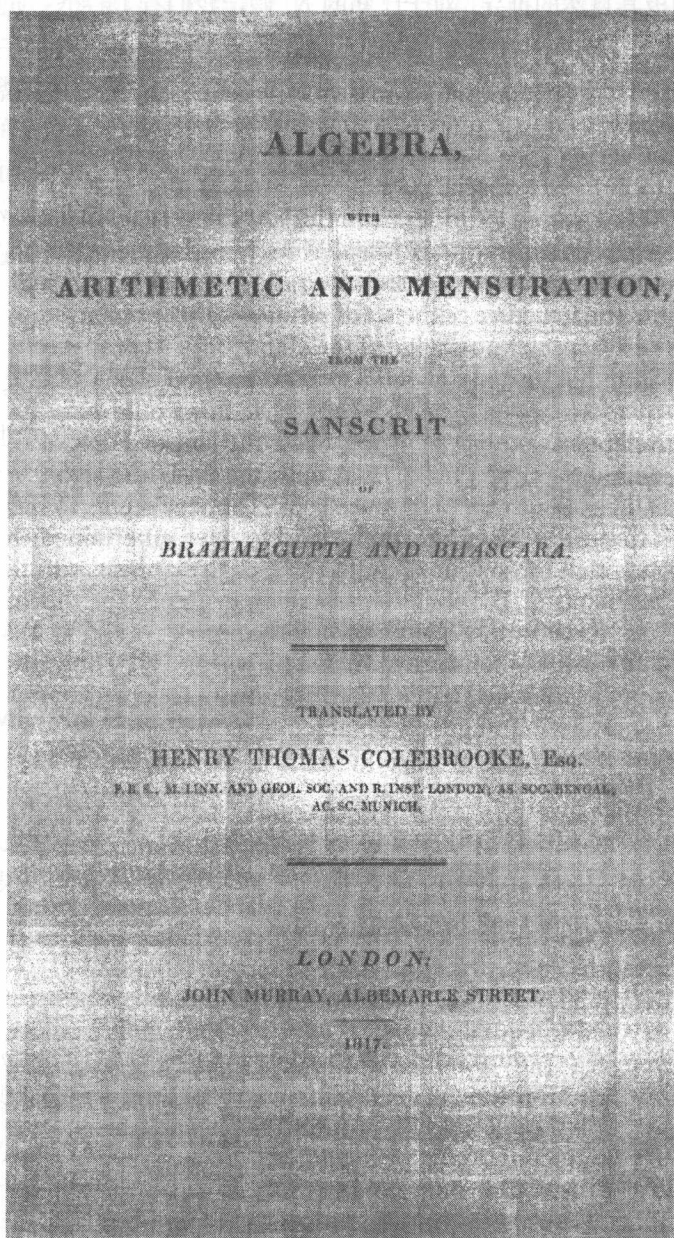 ALGEBRA,
WITH
ARITHMETIC AND MENSURATION,
FROM THE
SANSCRIT
OF
BRAHMEGUPTA AND BHASCARA.
TRANSLATED BY
HENRY THOMAS COLEBROOKE, Esq.
F. R. S., M. LINN. AND GEOL. SOC. AND R. INST. LONDON; AS. SOC. BENGAL;
AC. SC. MUNICH.
LONDON:
JOHN MURRAY, ALBEMARLE STREET.
1817.